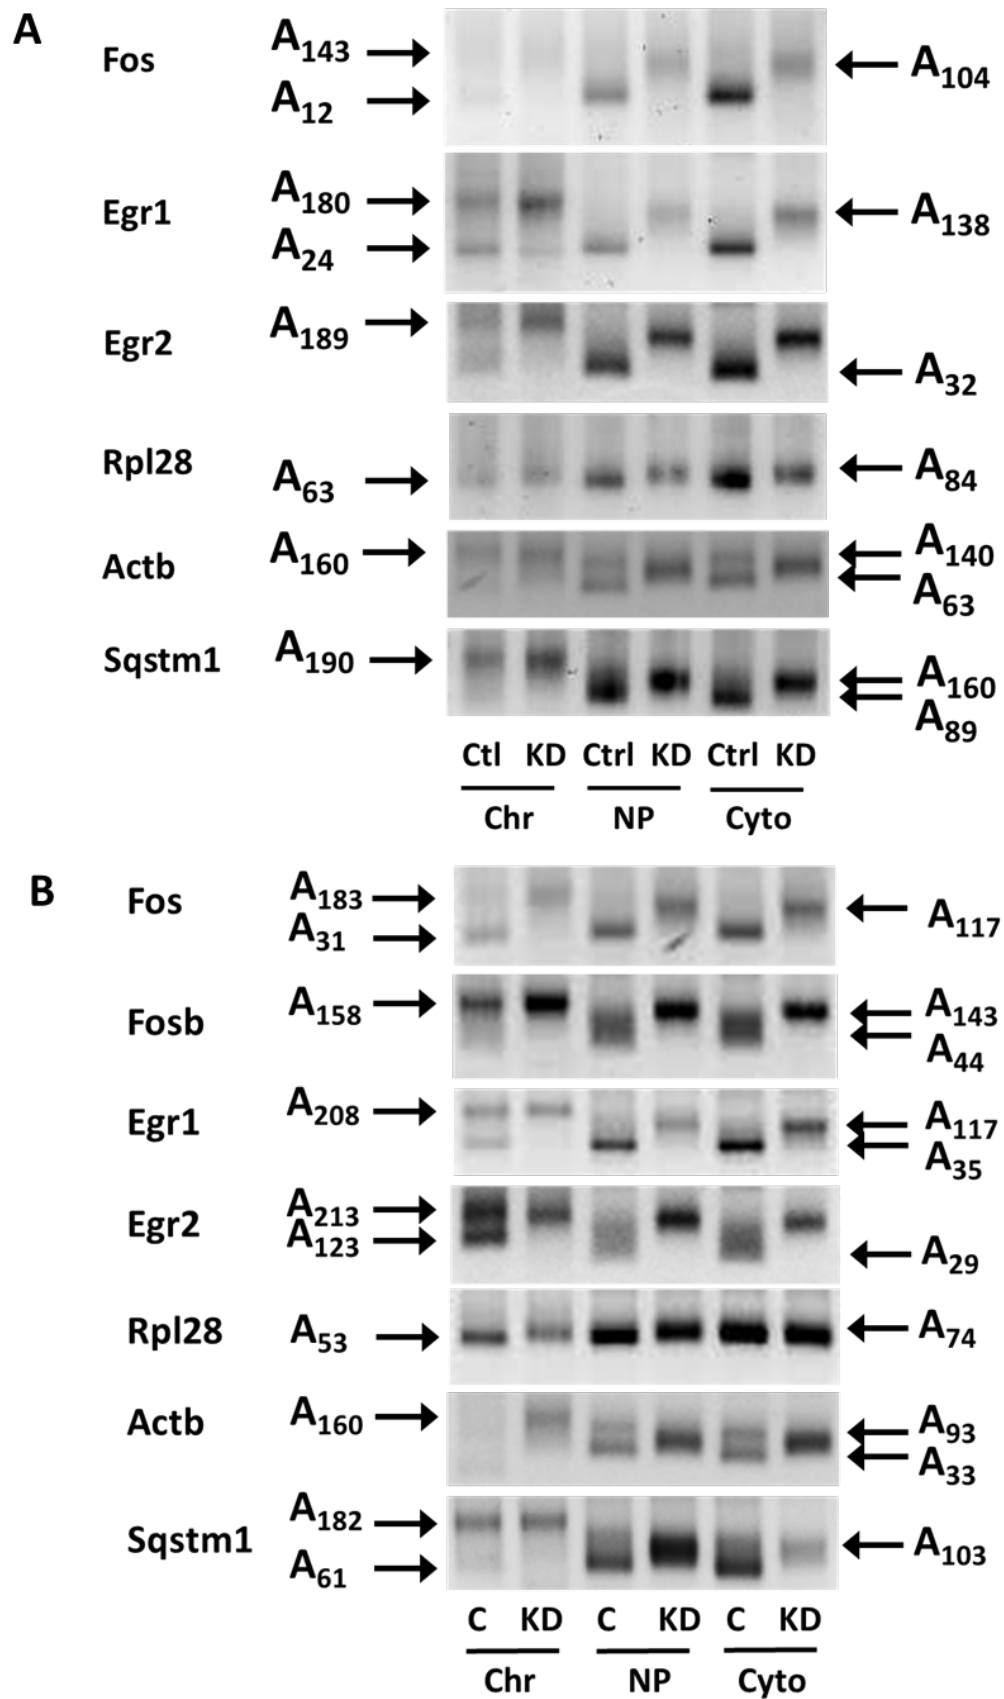 A
Fos
A143
A12
A104
Egr1
A180
A24
A138
Egr2
A189
A32
Rpl28
A63
A84
Actb
A160
A140
A63
Sqstm1
A190
A160
A89
Ctl KD Ctrl KD Ctrl KD
Chr NP Cyto
B
Fos
A183
A31
A117
Fosb
A158
A143
A44
Egr1
A208
A117
A35
Egr2
A213
A123
A29
Rpl28
A53
A74
Actb
A160
A93
A33
Sqstm1
A182
A61
A103
C KD C KD C KD
Chr NP Cyto